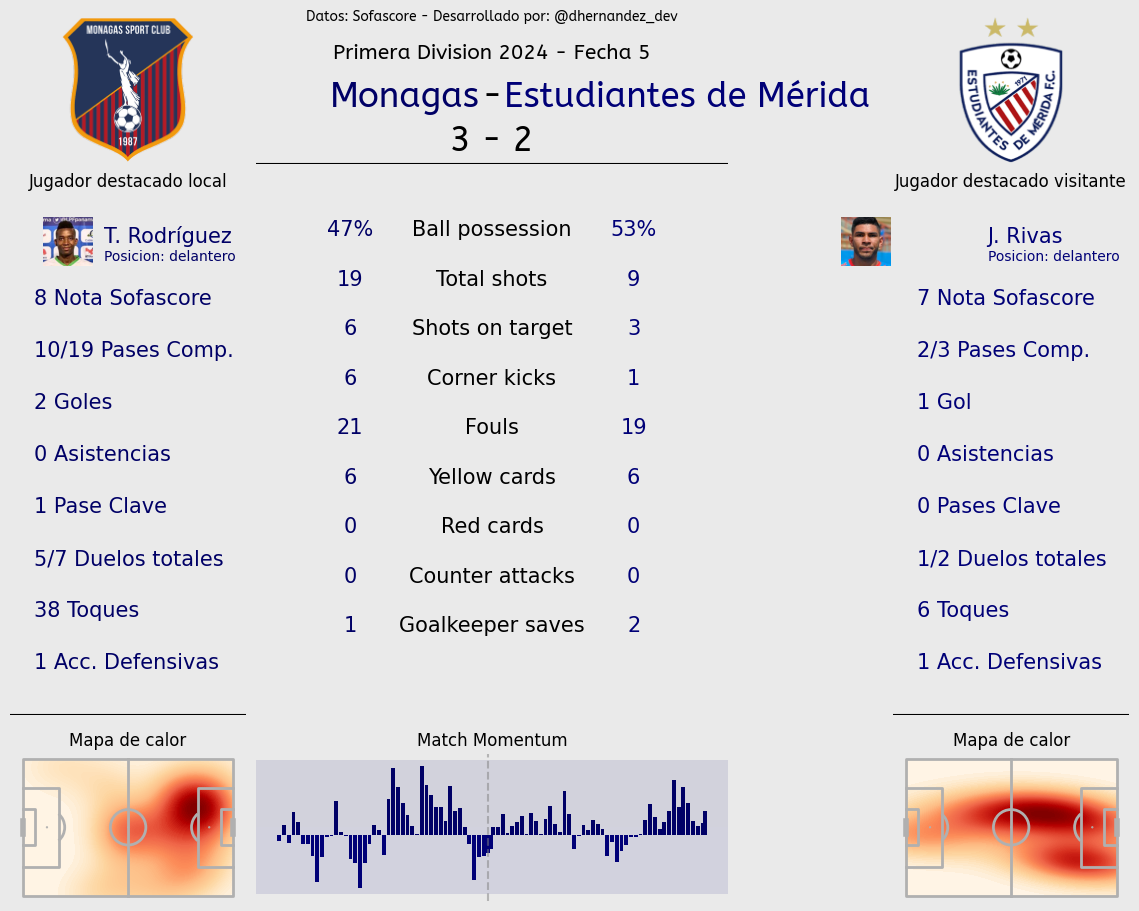 Datos: Sofascore - Desarrollado por: @dhernandez_dev
Primera Division 2024 - Fecha 5
Monagas - Estudiantes de Mérida
3 - 2
MONAGAS SPORT CLUB
1987
1971
ESTUDIANTES DE MÉRIDA F.C.
Jugador destacado local
T. Rodríguez
Posicion: delantero
8 Nota Sofascore
10/19 Pases Comp.
2 Goles
0 Asistencias
1 Pase Clave
5/7 Duelos totales
38 Toques
1 Acc. Defensivas
Mapa de calor
47% Ball possession 53%
19 Total shots 9
6 Shots on target 3
6 Corner kicks 1
21 Fouls 19
6 Yellow cards 6
0 Red cards 0
0 Counter attacks 0
1 Goalkeeper saves 2
Match Momentum
Jugador destacado visitante
J. Rivas
Posicion: delantero
7 Nota Sofascore
2/3 Pases Comp.
1 Gol
0 Asistencias
0 Pases Clave
1/2 Duelos totales
6 Toques
1 Acc. Defensivas
Mapa de calor